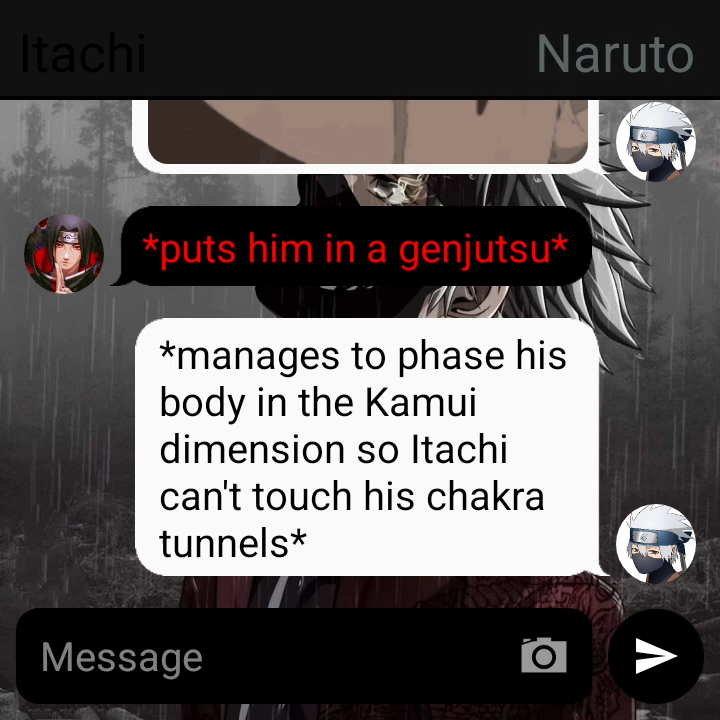 Itachi
Naruto
*puts him in a genjutsu*
*manages to phase his
body in the Kamui
dimension so Itachi
can't touch his chakra
tunnels*
Message